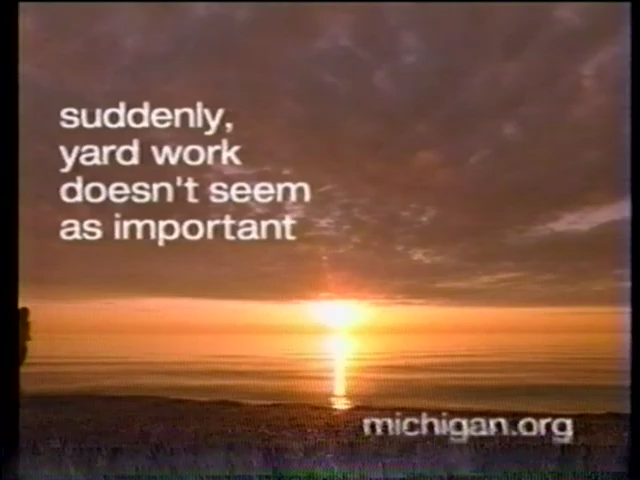 suddenly,
yard work
doesn't seem
as important
michigan.org